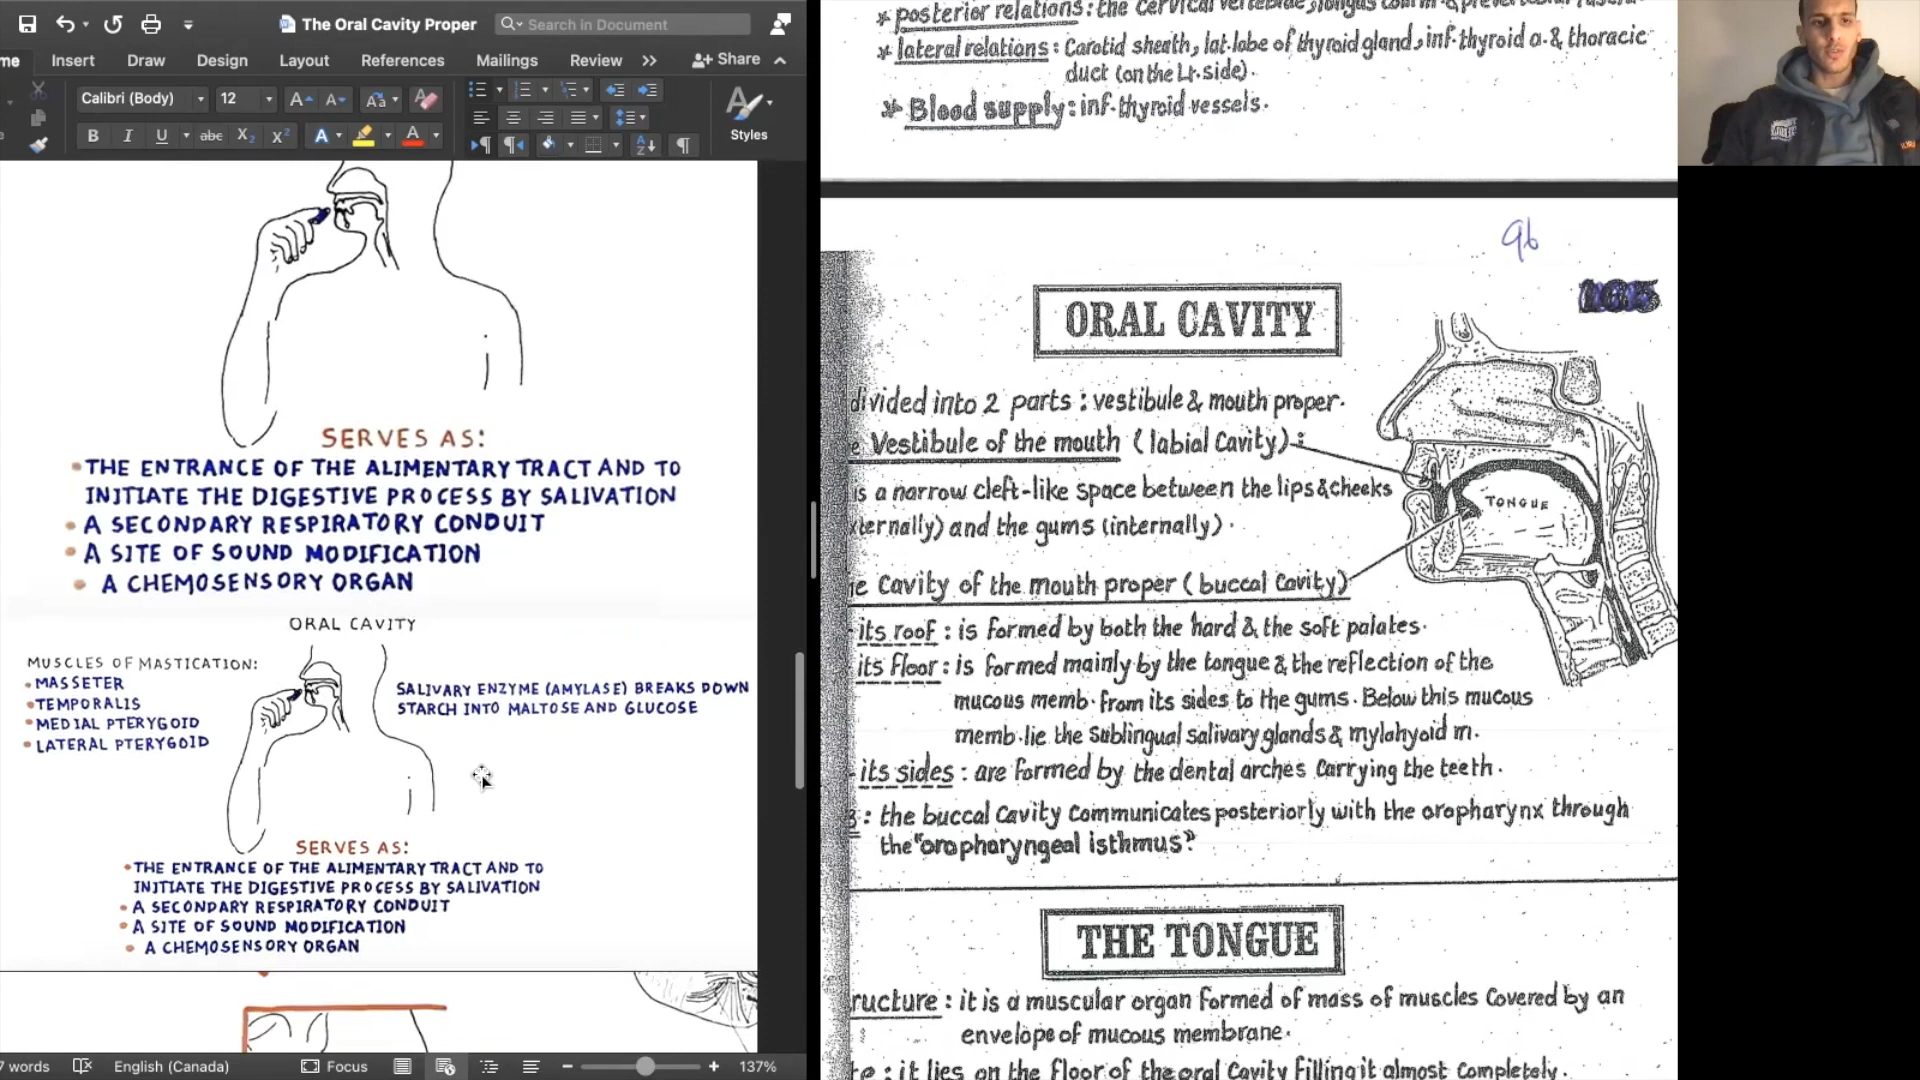 The Oral Cavity Proper
Search in Document
me Insert Draw Design Layout References Mailings Review >> Share
Calibri (Body) 12
Styles
SERVES AS:
• THE ENTRANCE OF THE ALIMENTARY TRACT AND TO
INITIATE THE DIGESTIVE PROCESS BY SALIVATION
• A SECONDARY RESPIRATORY CONDUIT
• A SITE OF SOUND MODIFICATION
• A CHEMOSENSORY ORGAN
ORAL CAVITY
MUSCLES OF MASTICATION:
• MASSETER
• TEMPORALIS
• MEDIAL PTERYGOID
• LATERAL PTERYGOID
SALIVARY ENZYME (AMYLASE) BREAKS DOWN
STARCH INTO MALTOSE AND GLUCOSE
SERVES AS:
• THE ENTRANCE OF THE ALIMENTARY TRACT AND TO
INITIATE THE DIGESTIVE PROCESS BY SALIVATION
• A SECONDARY RESPIRATORY CONDUIT
• A SITE OF SOUND MODIFICATION
• A CHEMOSENSORY ORGAN
7 words English (Canada) Focus 137%
* posterior relations: the cervical vertebrae,
* lateral relations: Carotid sheath, lat. lobe of thyroid gland, inf. thyroid a. & thoracic
duct (on the Lt. side).
* Blood supply: inf. thyroid vessels.
96
ORAL CAVITY
divided into 2 parts: vestibule & mouth proper.
e Vestibule of the mouth (labial Cavity):
is a narrow cleft-like space between the lips & cheeks
xternally) and the gums (internally).
TONGUE
e Cavity of the mouth proper (buccal Cavity)
- its roof: is formed by both the hard & the soft palates.
its floor: is formed mainly by the tongue & the reflection of the
mucous memb. from its sides to the gums. Below this mucous
memb. lie the sublingual salivary glands & mylohyoid m.
- its sides: are formed by the dental arches carrying the teeth.
B: the buccal cavity communicates posteriorly with the oropharynx through
the "oropharyngeal isthmus".
THE TONGUE
ructure: it is a muscular organ formed of mass of muscles covered by an
envelope of mucous membrane.
te: it lies on the floor of the oral cavity filling it almost completely.